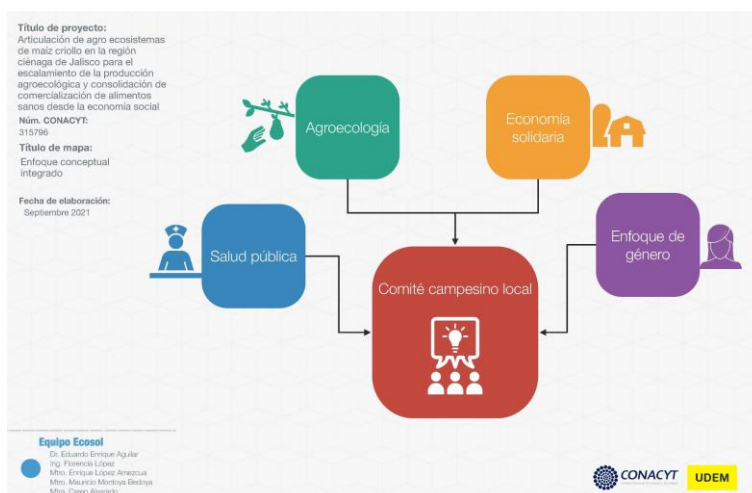 Título de proyecto:
Articulación de agro ecosistemas
de maíz criollo en la región
ciénaga de Jalisco para el
escalamiento de la producción
agroecológica y consolidación de
comercialización de alimentos
sanos desde la economía social
Núm. CONACYT:
315796
Título de mapa:
Enfoque conceptual
integrado
Fecha de elaboración:
Septiembre 2021
Agroecología
Economía
solidaria
Salud pública
Enfoque de
género
Comité campesino local
Equipo Ecosol
Dr. Eduardo Enrique Aguilar
Ing. Florencia López
Mtro. Enrique López Amezcua
Mtro. Mauricio Montoya Bedoya
Mtro. Alvarado
CONACYT
UDEM